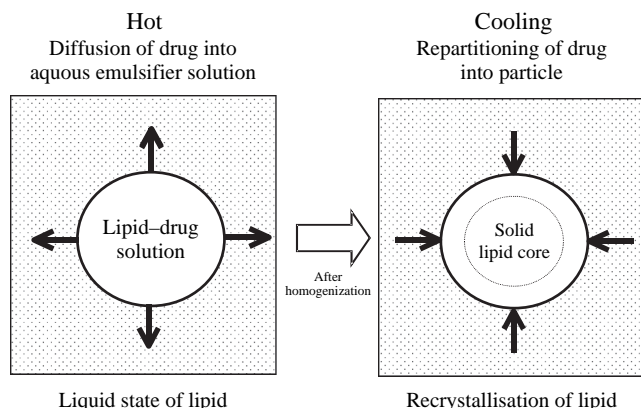 Hot
Diffusion of drug into
aquous emulsifier solution
Lipid–drug
solution
Liquid state of lipid
After
homogenization
Cooling
Repartitioning of drug
into particle
Solid
lipid core
Recrystallisation of lipid